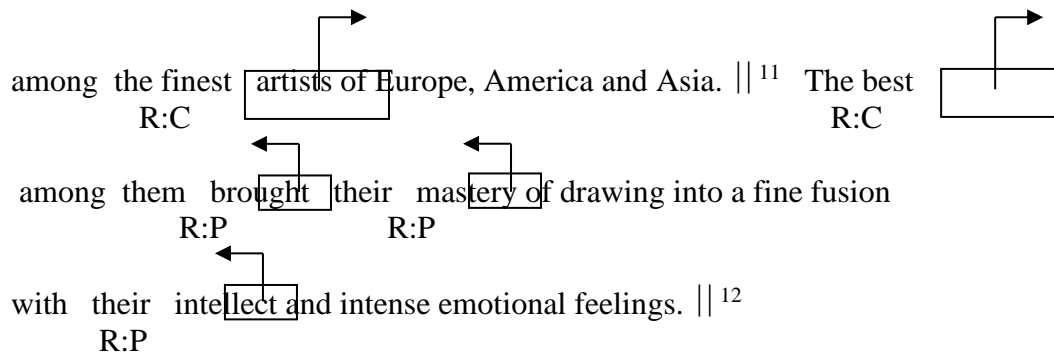 among the finest artists of Europe, America and Asia. || 11 The best
R:C R:C
among them brought their mastery of drawing into a fine fusion
R:P R:P
with their intellect and intense emotional feelings. || 12
R:P